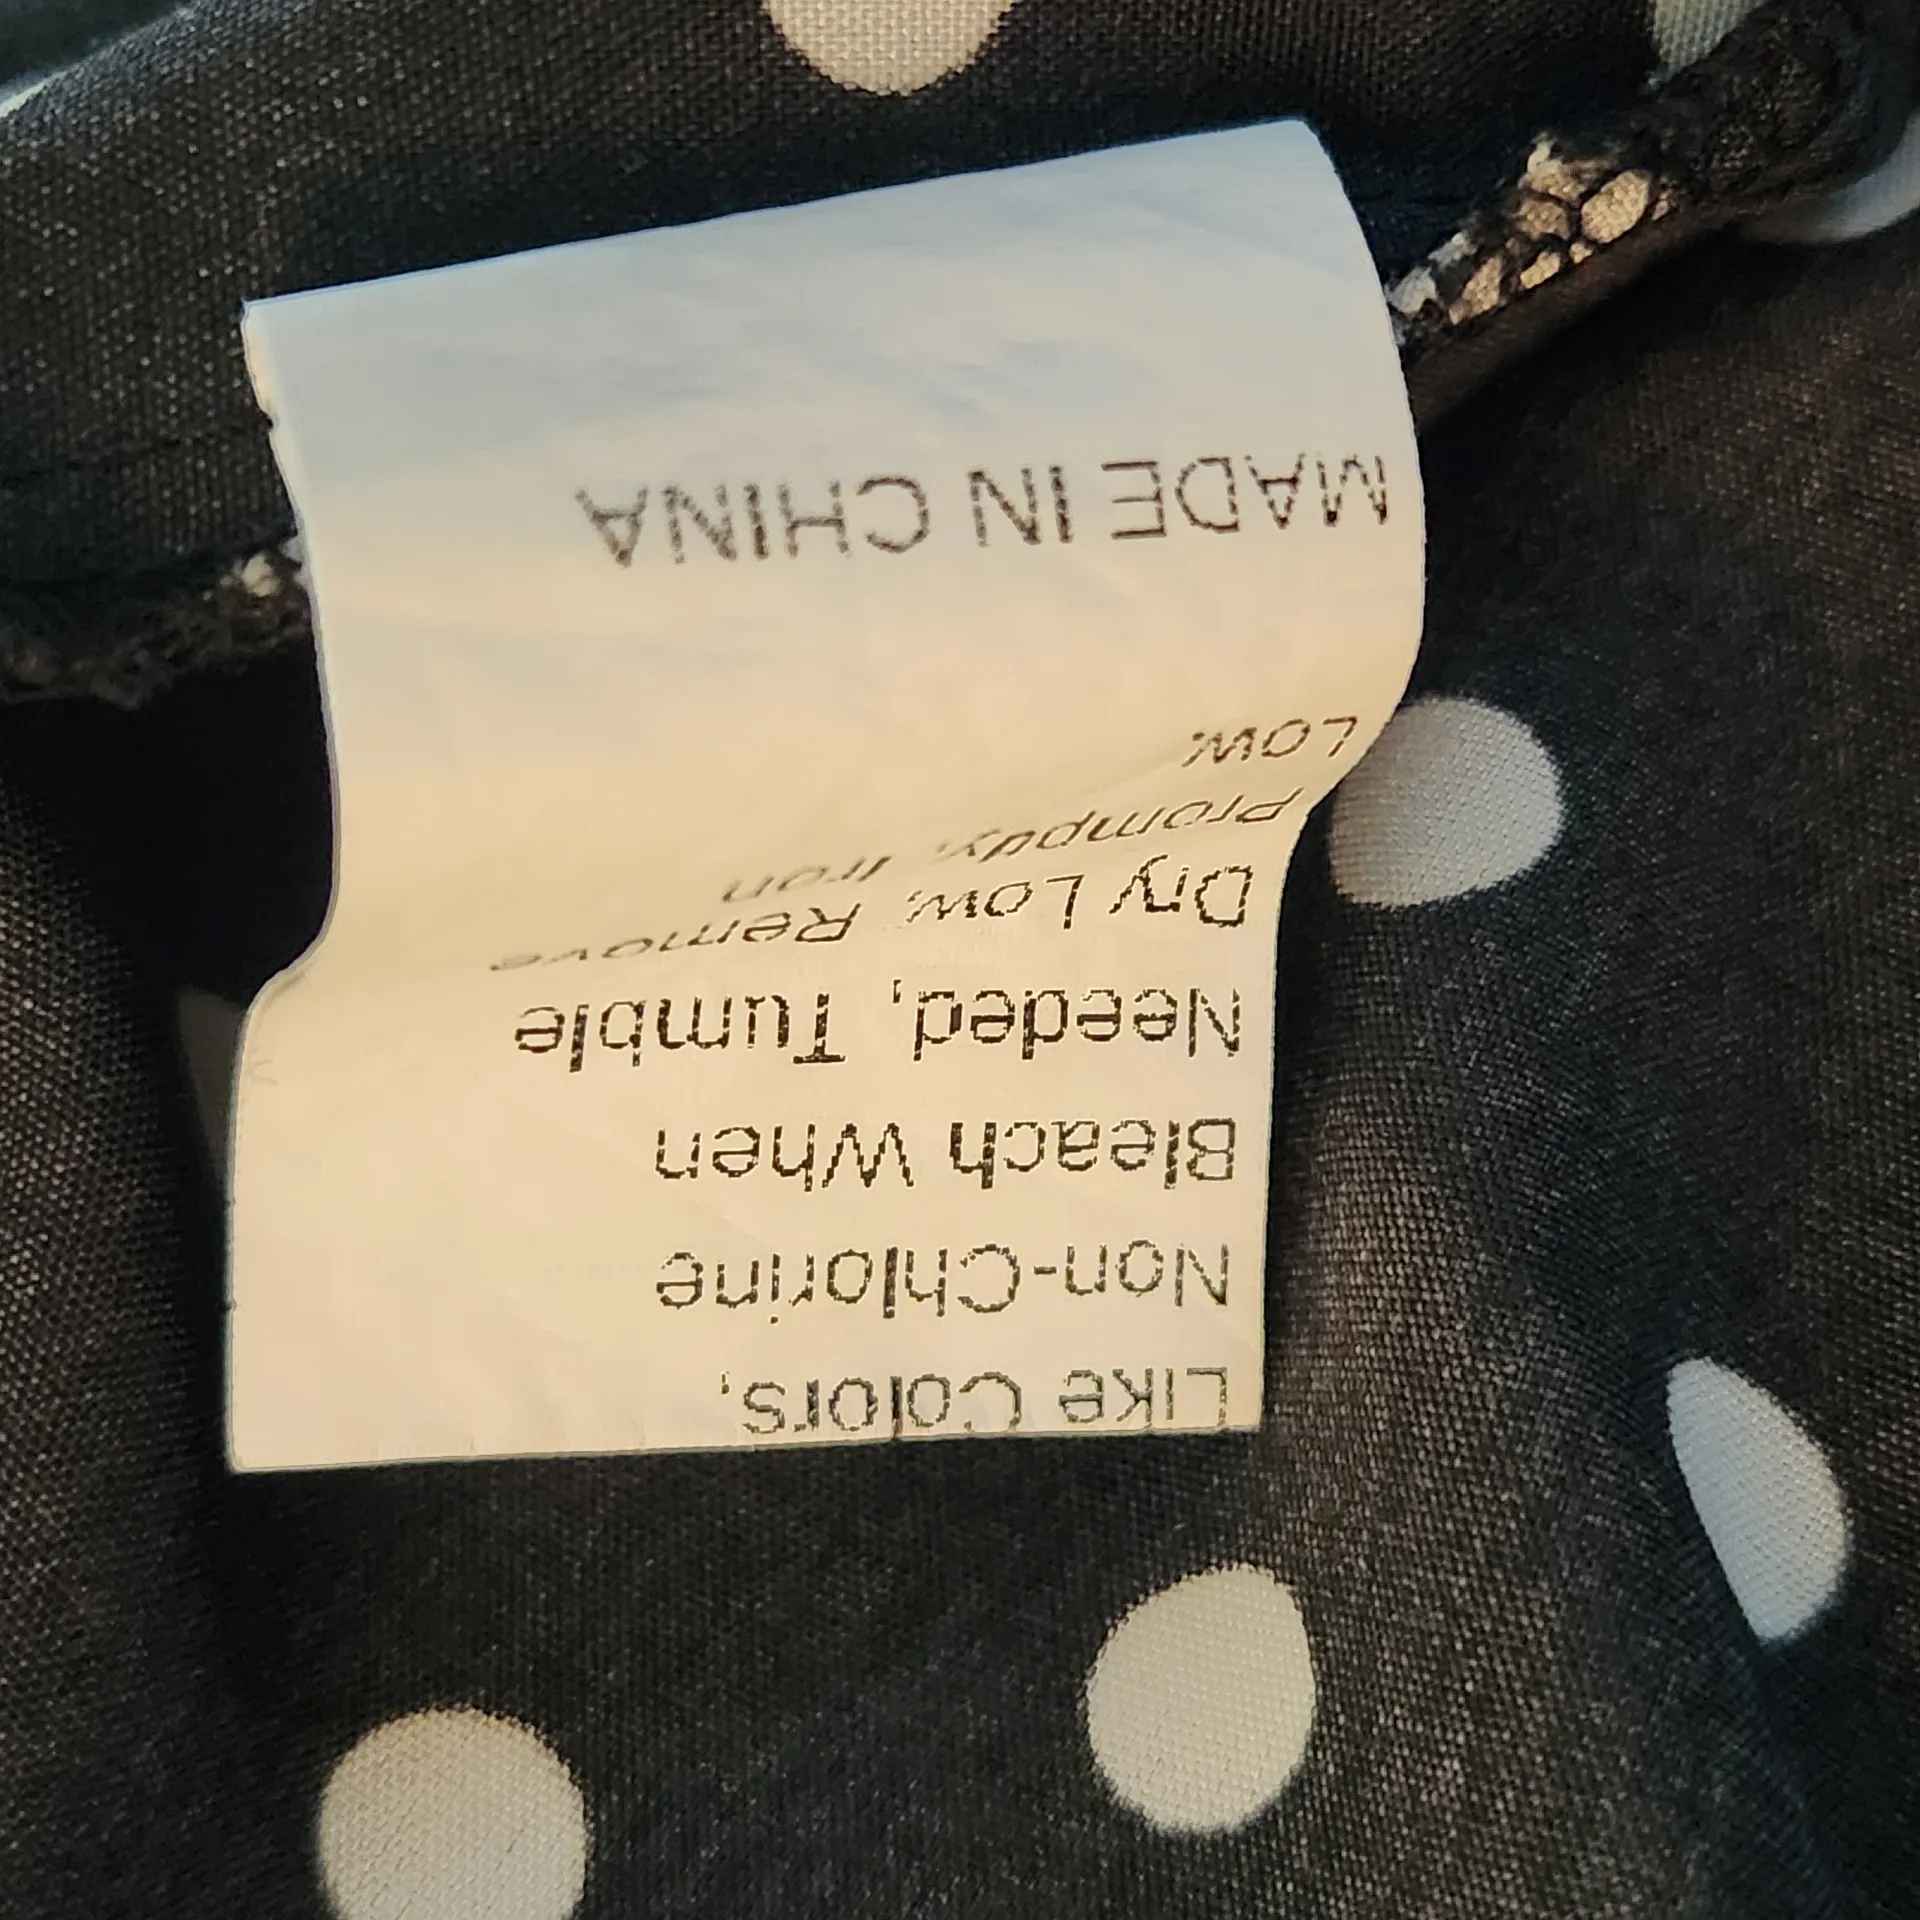 Like Colors,
Non-Chlorine
Bleach When
Needed, Tumble
Dry Low, Remove
Promptly, Iron
Low.
MADE IN CHINA